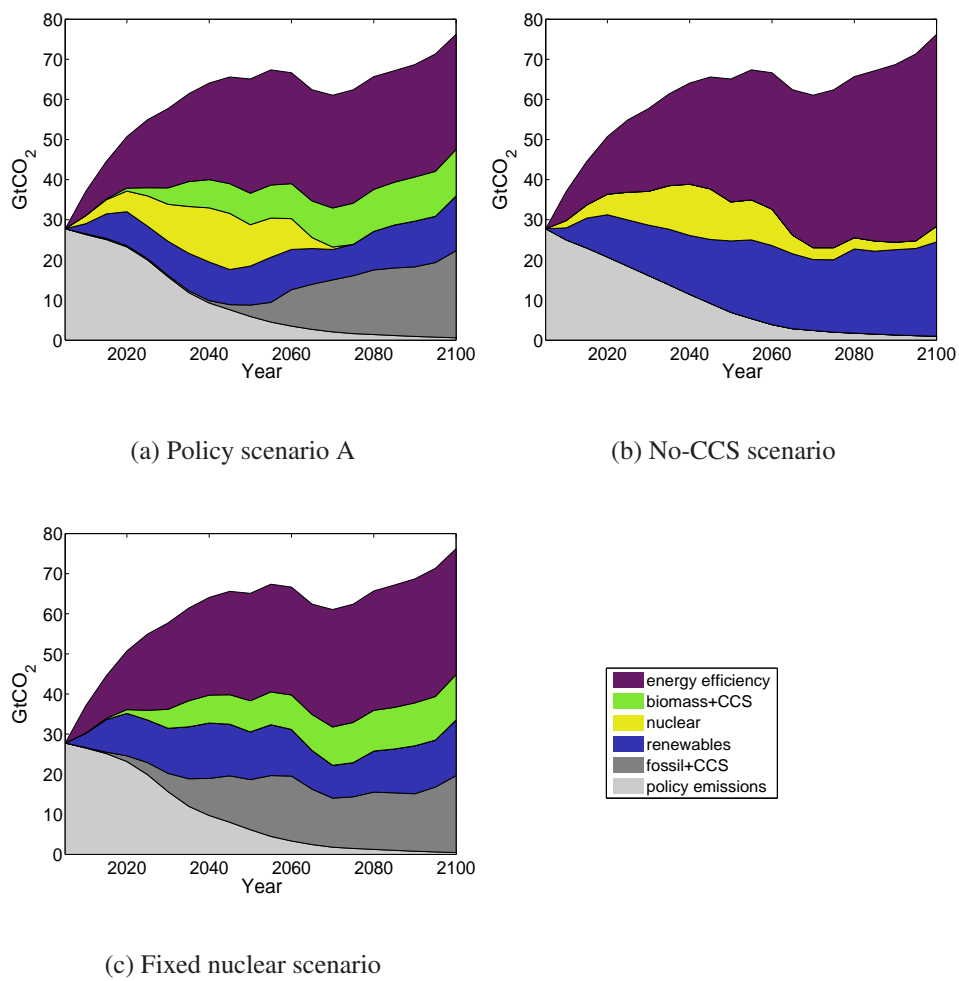 80
70
60
50
40
30
20
10
0
GtCO2
2020 2040 2060 2080 2100
Year
(a) Policy scenario A
80
70
60
50
40
30
20
10
0
GtCO2
2020 2040 2060 2080 2100
Year
(b) No-CCS scenario
80
70
60
50
40
30
20
10
0
GtCO2
2020 2040 2060 2080 2100
Year
(c) Fixed nuclear scenario
energy efficiency
biomass+CCS
nuclear
renewables
fossil+CCS
policy emissions